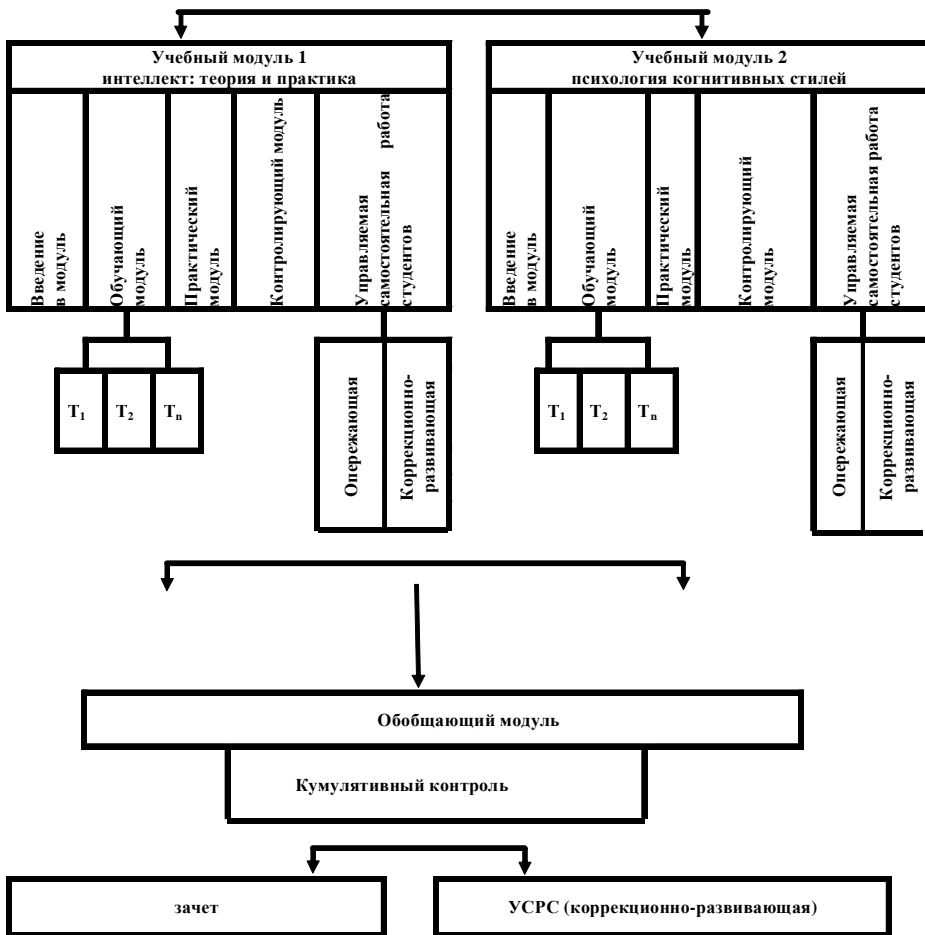 Учебный модуль 1
интеллект: теория и практика
Введение
в модуль
Обучающий
модуль
Практический
модуль
Контролирующий модуль
Управляемая
самостоятельная работа
студентов
T1
T2
Tn
Опережающая
Коррекционно-
развивающая
Учебный модуль 2
психология когнитивных стилей
Введение
в модуль
Обучающий
модуль
Практический
модуль
Контролирующий
модуль
Управляемая
самостоятельная работа
студентов
T1
T2
Tn
Опережающая
Коррекционно-
развивающая
Обобщающий модуль
Кумулятивный контроль
зачет
УСРС (коррекционно-развивающая)